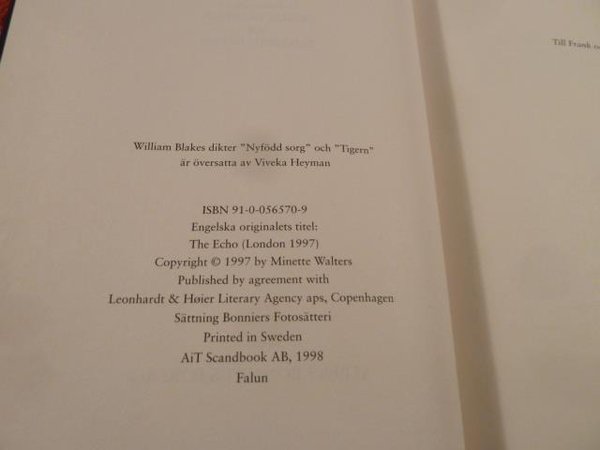 William Blakes dikter "Nyfödd sorg" och "Tigern"
är översatta av Viveka Heyman
ISBN 91-0-056570-9
Engelska originalets titel:
The Echo (London 1997)
Copyright © 1997 by Minette Walters
Published by agreement with
Leonhardt & Høier Literary Agency aps, Copenhagen
Sättning Bonniers Fotosätteri
Printed in Sweden
AiT Scandbook AB, 1998
Falun
Till Frank